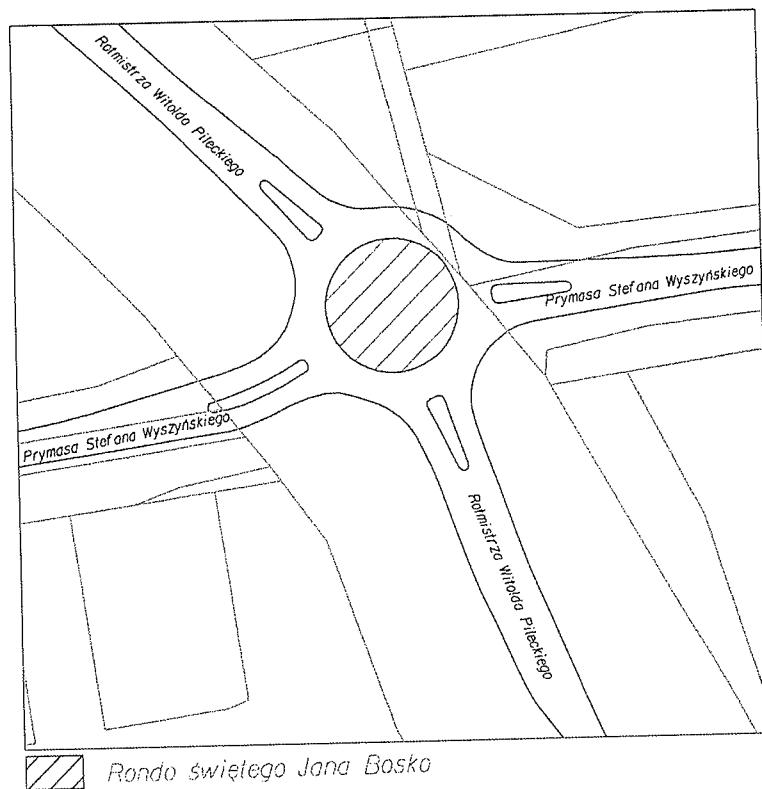 Rotmistrza Witolda Pileckiego
Prymasa Stefana Wyszyńskiego
Prymasa Stefana Wyszyńskiego
Rotmistrza Witolda Pileckiego
Rondo świętego Jana Bosko